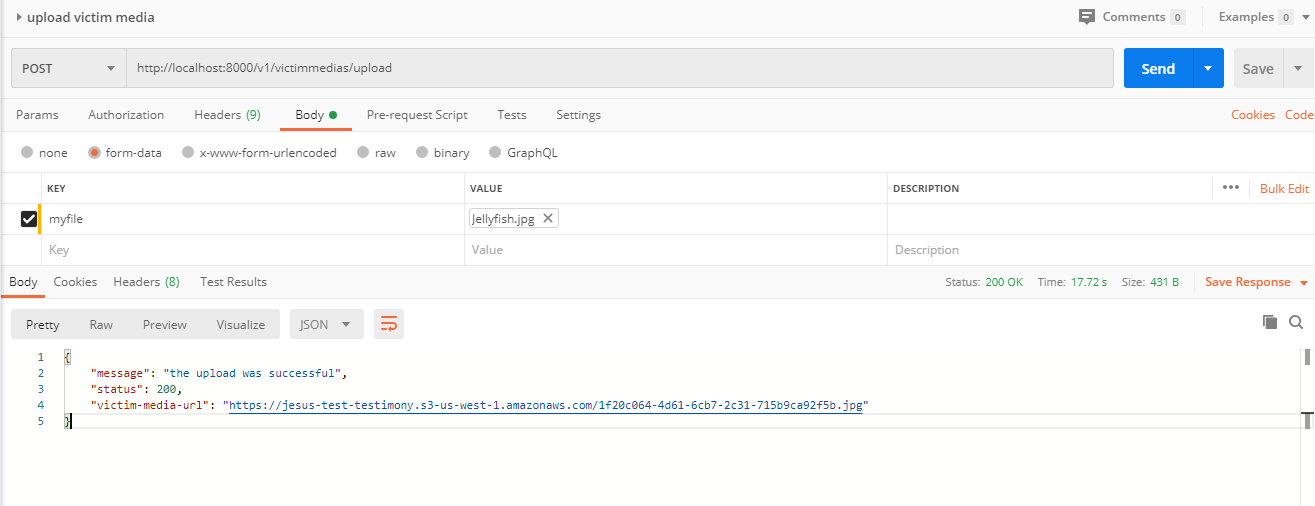 upload victim media Comments 0 Examples 0
POST http://localhost:8000/v1/victimmedias/upload Send Save
Params Authorization Headers (9) Body Pre-request Script Tests Settings Cookies Code
none form-data x-www-form-urlencoded raw binary GraphQL
KEY VALUE DESCRIPTION ••• Bulk Edit
myfile Jellyfish.jpg
Key Value Description
Body Cookies Headers (8) Test Results Status: 200 OK Time: 17.72 s Size: 431 B Save Response
Pretty Raw Preview Visualize JSON
1 {
2 "message": "the upload was successful",
3 "status": 200,
4 "victim-media-url": "https://jesus-test-testimony.s3-us-west-1.amazonaws.com/1f20c064-4d61-6cb7-2c31-715b9ca92f5b.jpg"
5 }